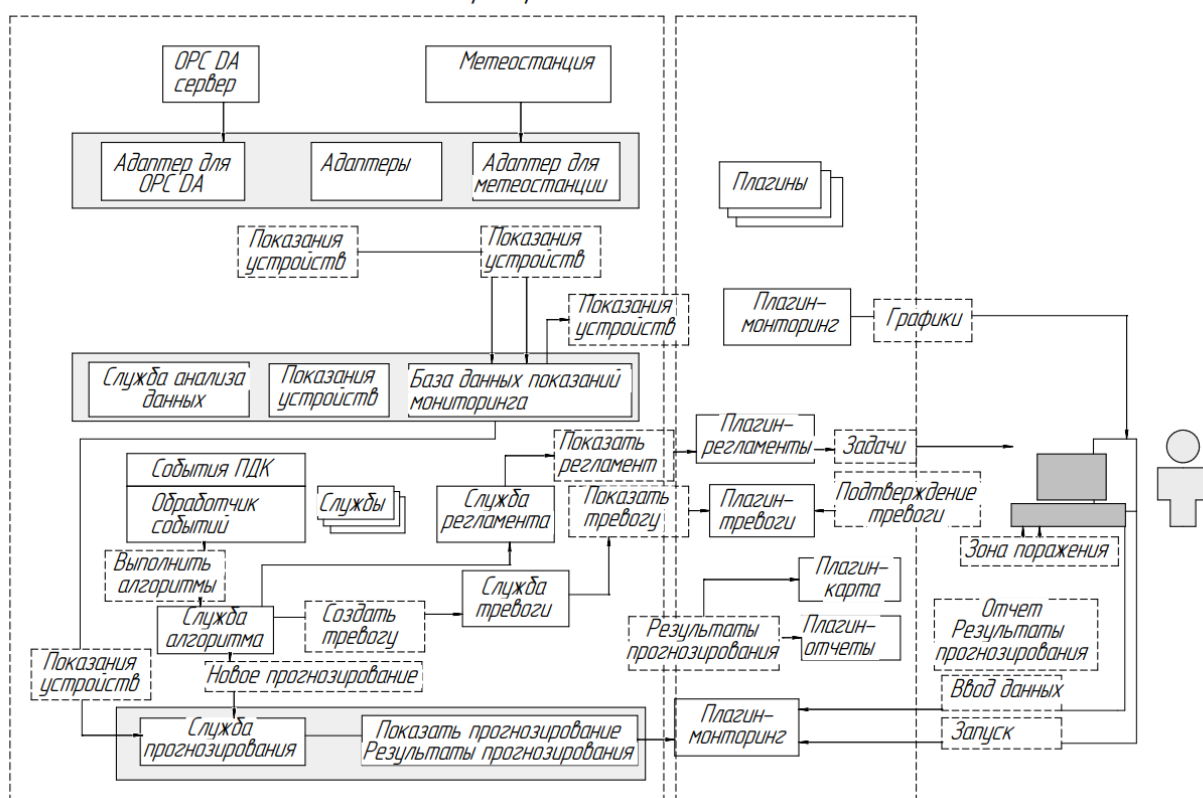 ОРС DA
сервер
Метеостанция
Адаптер для
ОРС DA
Адаптеры
Адаптер для
метеостанции
Плагины
Показания
устройств
Показания
устройств
Показания
устройств
Плагин-
монторинг
Графики
Служба анализа
данных
Показания
устройств
База данных показаний
мониторинга
Показать
регламент
Плагин-
регламенты
Задачи
События ПДК
Обработчик
событий
Службы
Служба
регламента
Показать
тревогу
Плагин-
тревоги
Подтверждение
тревоги
Зона поражения
Выполнить
алгоритмы
Служба
алгоритма
Создать
тревогу
Служба
тревоги
Плагин-
карта
Результаты
прогнозирования
Плагин-
отчеты
Отчет
Результаты
прогнозирования
Показания
устройств
Новое прогнозирование
Ввод данных
Служба
прогнозирования
Показать прогнозирование
Результаты прогнозирования
Плагин-
мониторинг
Запуск